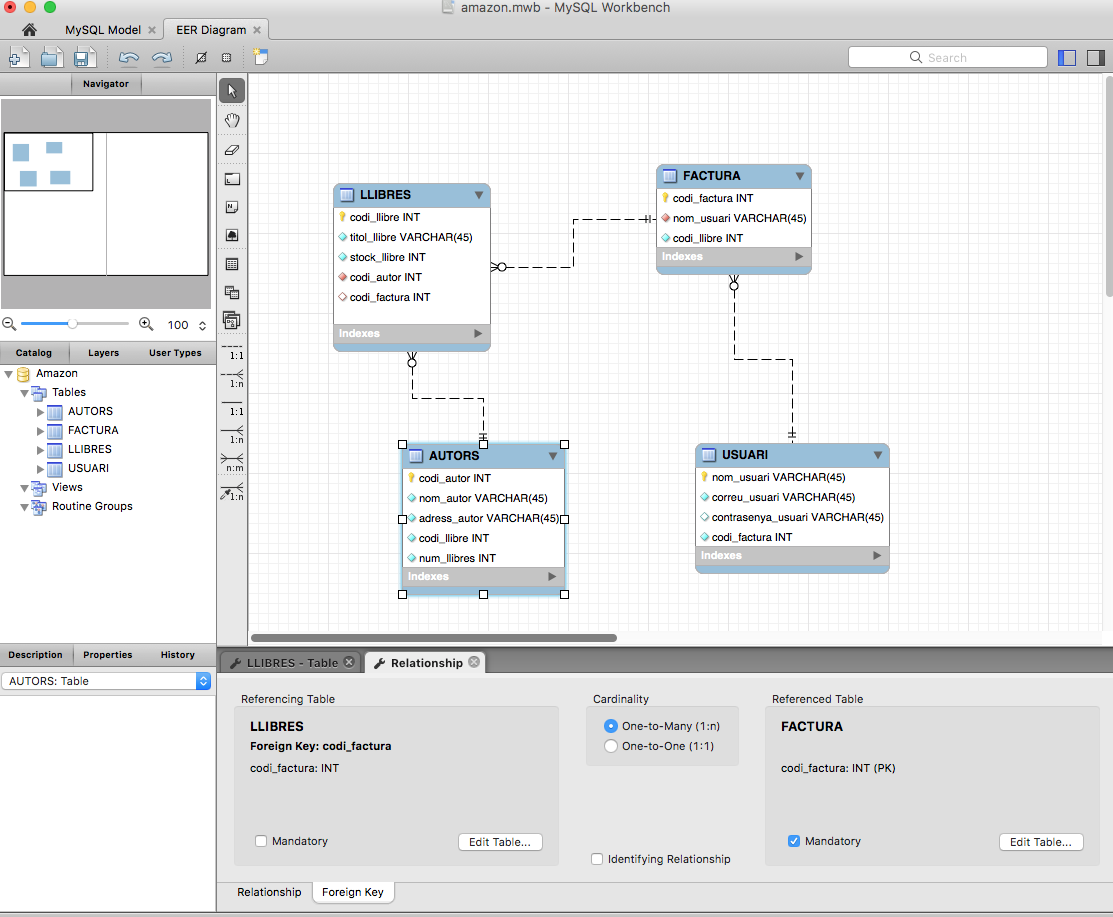 amazon.mwb - MySQL Workbench
MySQL Model
EER Diagram
Search
Navigator
100
Catalog
Layers
User Types
Amazon
Tables
AUTORS
FACTURA
LLIBRES
USUARI
Views
Routine Groups
1:1
1:n
1:1
1:n
n:m
1:n
LLIBRES
codi_llibre INT
titol_llibre VARCHAR(45)
stock_llibre INT
codi_autor INT
codi_factura INT
Indexes
FACTURA
codi_factura INT
nom_usuari VARCHAR(45)
codi_llibre INT
Indexes
AUTORS
codi_autor INT
nom_autor VARCHAR(45)
adress_autor VARCHAR(45)
codi_llibre INT
num_llibres INT
Indexes
USUARI
nom_usuari VARCHAR(45)
correu_usuari VARCHAR(45)
contrasenya_usuari VARCHAR(45)
codi_factura INT
Indexes
Description
Properties
History
AUTORS: Table
LLIBRES - Table
Relationship
Referencing Table
LLIBRES
Foreign Key: codi_factura
codi_factura: INT
Mandatory
Edit Table...
Cardinality
One-to-Many (1:n)
One-to-One (1:1)
Identifying Relationship
Referenced Table
FACTURA
codi_factura: INT (PK)
Mandatory
Edit Table...
Relationship
Foreign Key